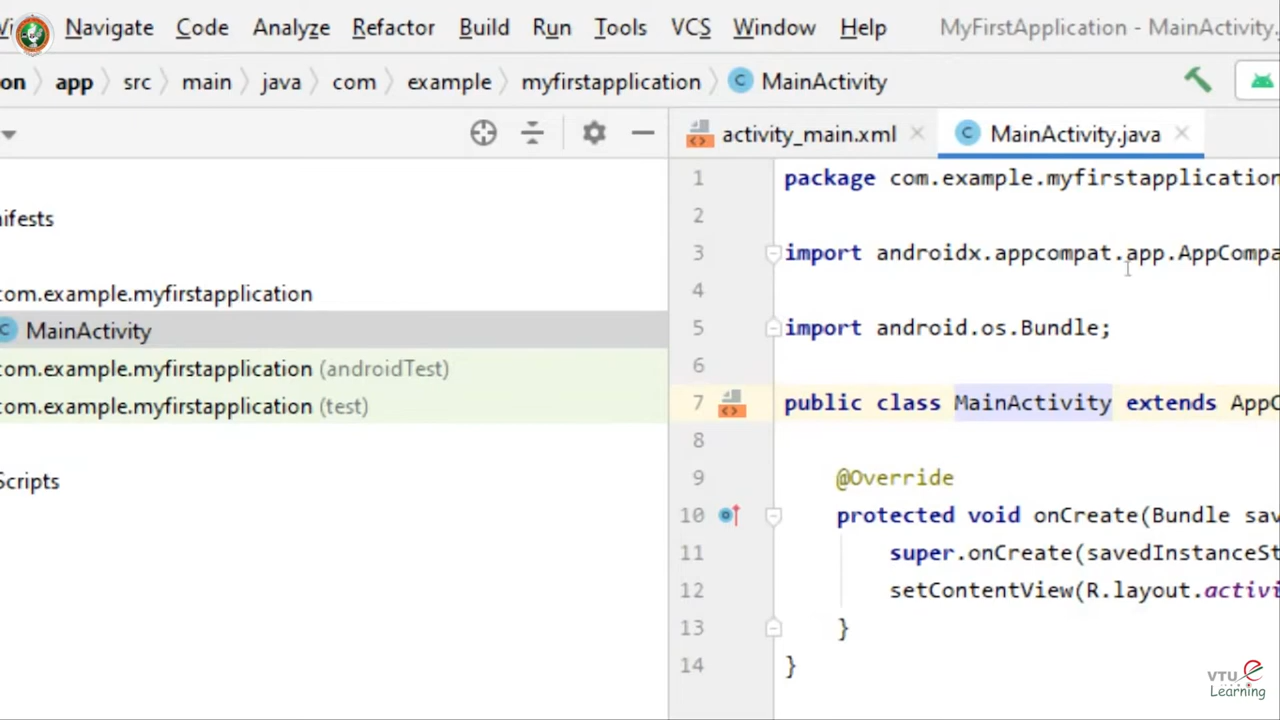 Navigate Code Analyze Refactor Build Run Tools VCS Window Help MyFirstApplication - MainActivity.
on app src main java com example myfirstapplication MainActivity
activity_main.xml MainActivity.java
1 package com.example.myfirstapplication
2
3 import androidx.appcompat.app.AppCompa
4
5 import android.os.Bundle;
6
7 public class MainActivity extends AppC
8
9 @Override
10 protected void onCreate(Bundle sav
11 super.onCreate(savedInstanceSt
12 setContentView(R.layout.activi
13 }
14 }
nifests
com.example.myfirstapplication
MainActivity
com.example.myfirstapplication (androidTest)
com.example.myfirstapplication (test)
Scripts
VTU e
Learning